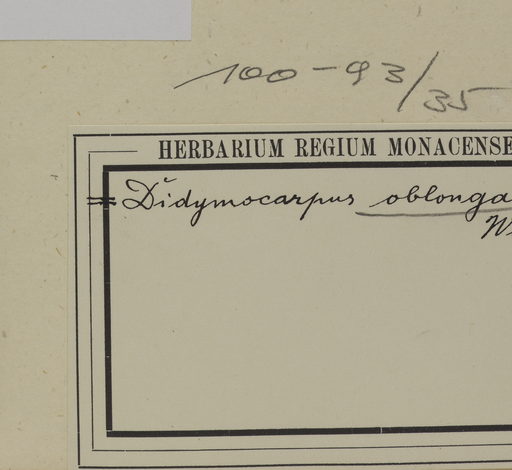 100-93/35
HERBARIUM REGIUM MONACENSE
= Didymocarpus oblonga
W